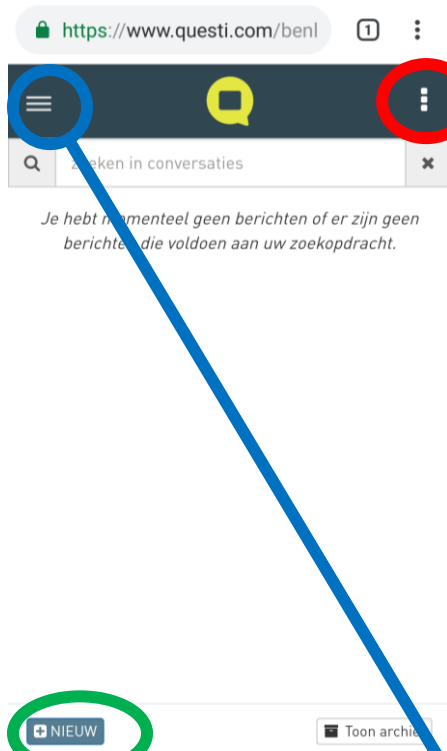 https://www.questi.com/benl 1
zoeken in conversaties
Je hebt momenteel geen berichten of er zijn geen
berichten die voldoen aan uw zoekopdracht.
NIEUW Toon archief